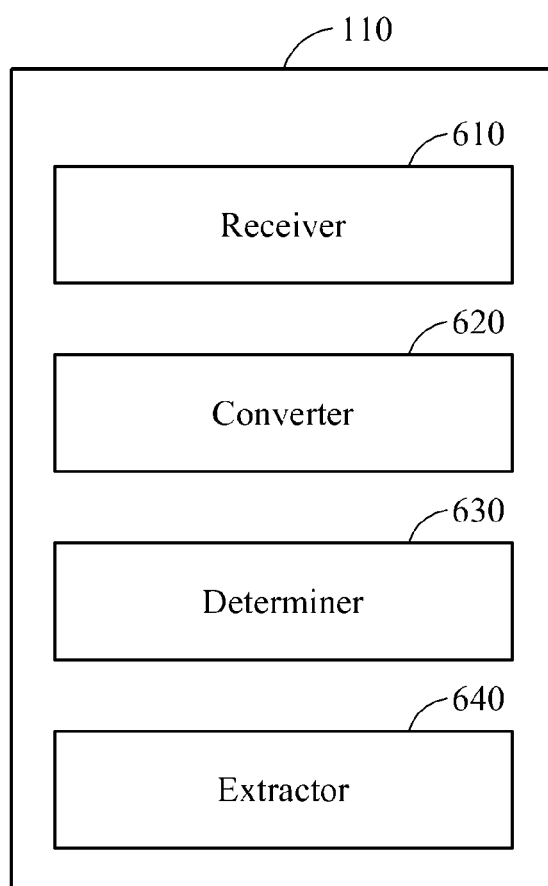 110
610
Receiver
620
Converter
630
Determiner
640
Extractor